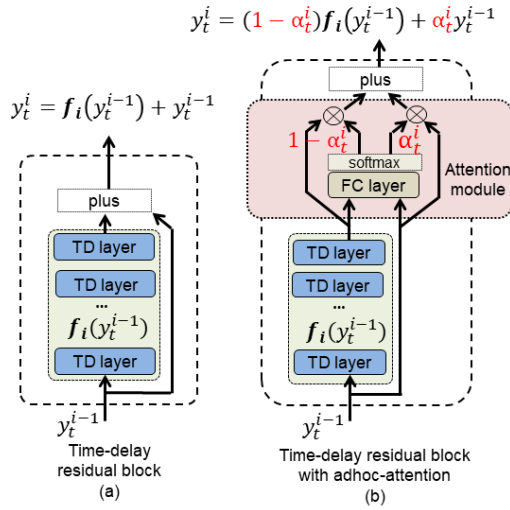 y_t^i = f_i(y_t^{i-1}) + y_t^{i-1}
plus
TD layer
TD layer
...
f_i(y_t^{i-1})
TD layer
y_t^{i-1}
Time-delay
residual block
(a)
y_t^i = (1 - α_t^i)f_i(y_t^{i-1}) + α_t^i y_t^{i-1}
plus
1 - α_t^i
α_t^i
softmax
FC layer
Attention
module
TD layer
TD layer
...
f_i(y_t^{i-1})
TD layer
y_t^{i-1}
Time-delay residual block
with adhoc-attention
(b)